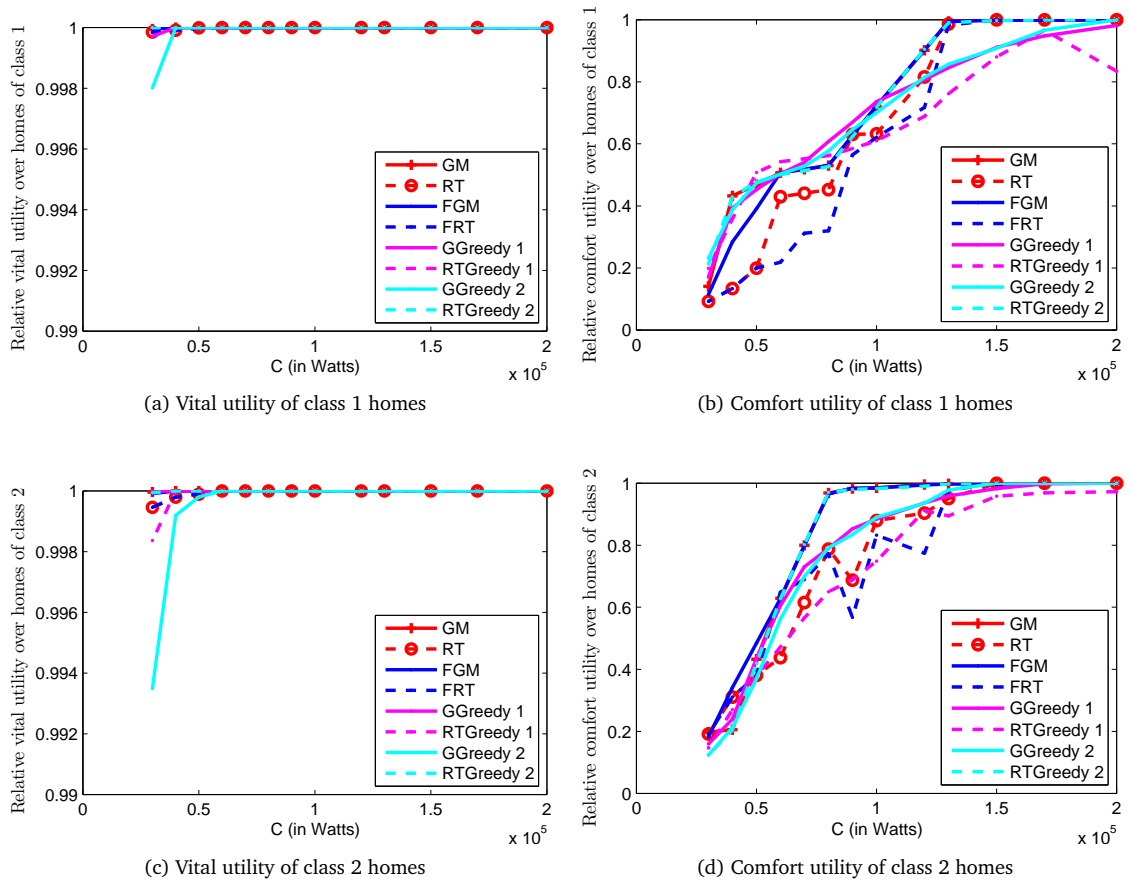 Relative vital utility over homes of class 1
1
0.998
0.996
0.994
0.992
0.99
GM
RT
FGM
FRT
GGreedy 1
RTGreedy 1
GGreedy 2
RTGreedy 2
0 0.5 1 1.5 2
x 10^5
C (in Watts)
(a) Vital utility of class 1 homes
Relative comfort utility over homes of class 1
1
0.8
0.6
0.4
0.2
0
GM
RT
FGM
FRT
GGreedy 1
RTGreedy 1
GGreedy 2
RTGreedy 2
0 0.5 1 1.5 2
x 10^5
C (in Watts)
(b) Comfort utility of class 1 homes
Relative vital utility over homes of class 2
1
0.998
0.996
0.994
0.992
0.99
GM
RT
FGM
FRT
GGreedy 1
RTGreedy 1
GGreedy 2
RTGreedy 2
0 0.5 1 1.5 2
x 10^5
C (in Watts)
(c) Vital utility of class 2 homes
Relative comfort utility over homes of class 2
1
0.8
0.6
0.4
0.2
0
GM
RT
FGM
FRT
GGreedy 1
RTGreedy 1
GGreedy 2
RTGreedy 2
0 0.5 1 1.5 2
x 10^5
C (in Watts)
(d) Comfort utility of class 2 homes